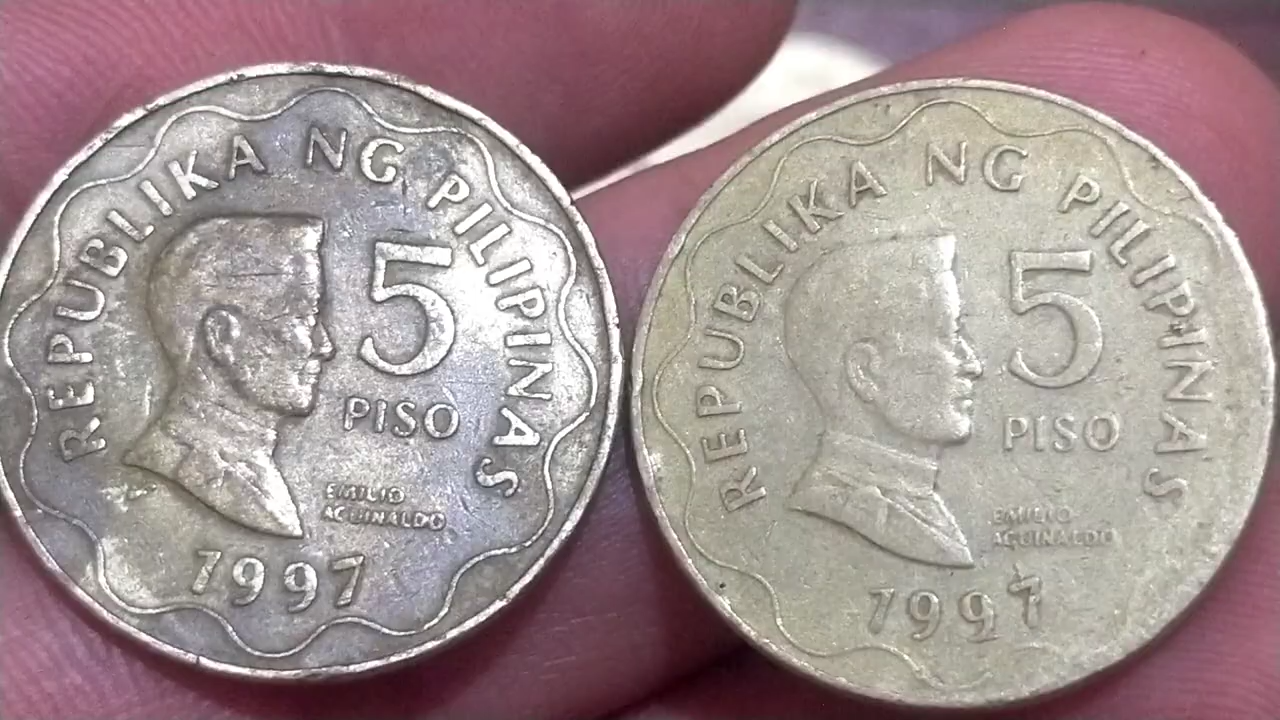 REPUBLIKA NG PILIPINAS
5
PISO
EMILIO
AGUINALDO
1997
REPUBLIKA NG PILIPINAS
5
PISO
EMILIO
AGUINALDO
1997